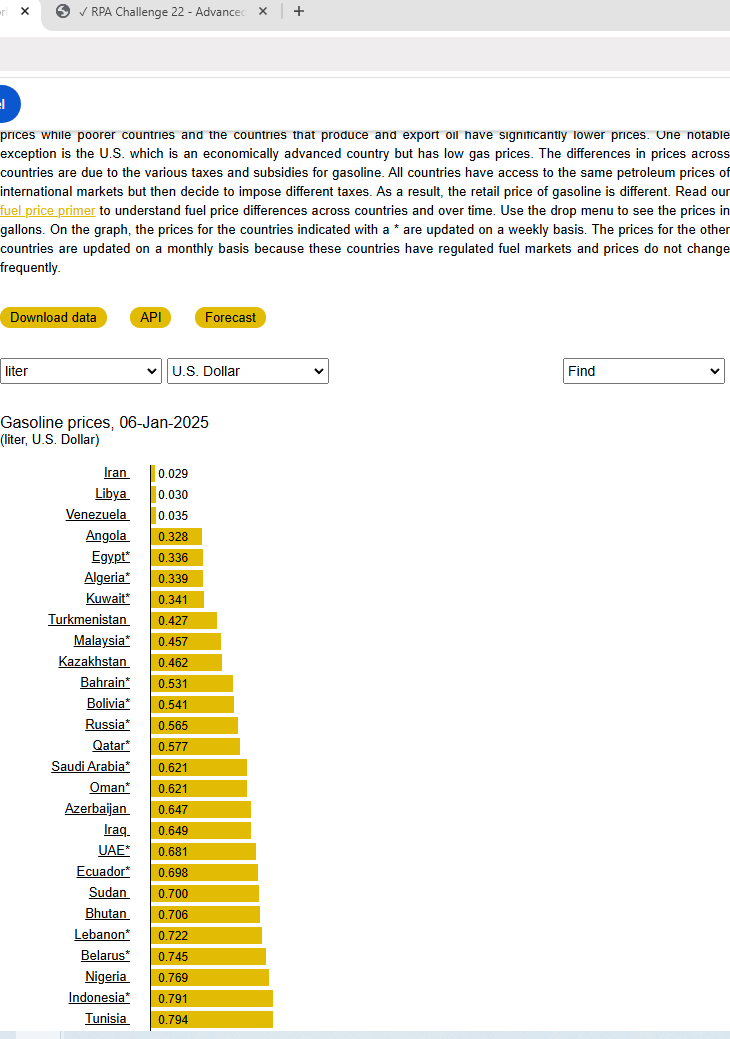 ✓ RPA Challenge 22 - Advanced
prices while poorer countries and the countries that produce and export oil have significantly lower prices. One notable
exception is the U.S. which is an economically advanced country but has low gas prices. The differences in prices across
countries are due to the various taxes and subsidies for gasoline. All countries have access to the same petroleum prices of
international markets but then decide to impose different taxes. As a result, the retail price of gasoline is different. Read our
fuel price primer to understand fuel price differences across countries and over time. Use the drop menu to see the prices in
gallons. On the graph, the prices for the countries indicated with a * are updated on a weekly basis. The prices for the other
countries are updated on a monthly basis because these countries have regulated fuel markets and prices do not change
frequently.
Download data API Forecast
liter U.S. Dollar Find
Gasoline prices, 06-Jan-2025
(liter, U.S. Dollar)
Iran 0.029
Libya 0.030
Venezuela 0.035
Angola 0.328
Egypt* 0.336
Algeria* 0.339
Kuwait* 0.341
Turkmenistan 0.427
Malaysia* 0.457
Kazakhstan 0.462
Bahrain* 0.531
Bolivia* 0.541
Russia* 0.565
Qatar* 0.577
Saudi Arabia* 0.621
Oman* 0.621
Azerbaijan 0.647
Iraq 0.649
UAE* 0.681
Ecuador* 0.698
Sudan 0.700
Bhutan 0.706
Lebanon* 0.722
Belarus* 0.745
Nigeria 0.769
Indonesia* 0.791
Tunisia 0.794